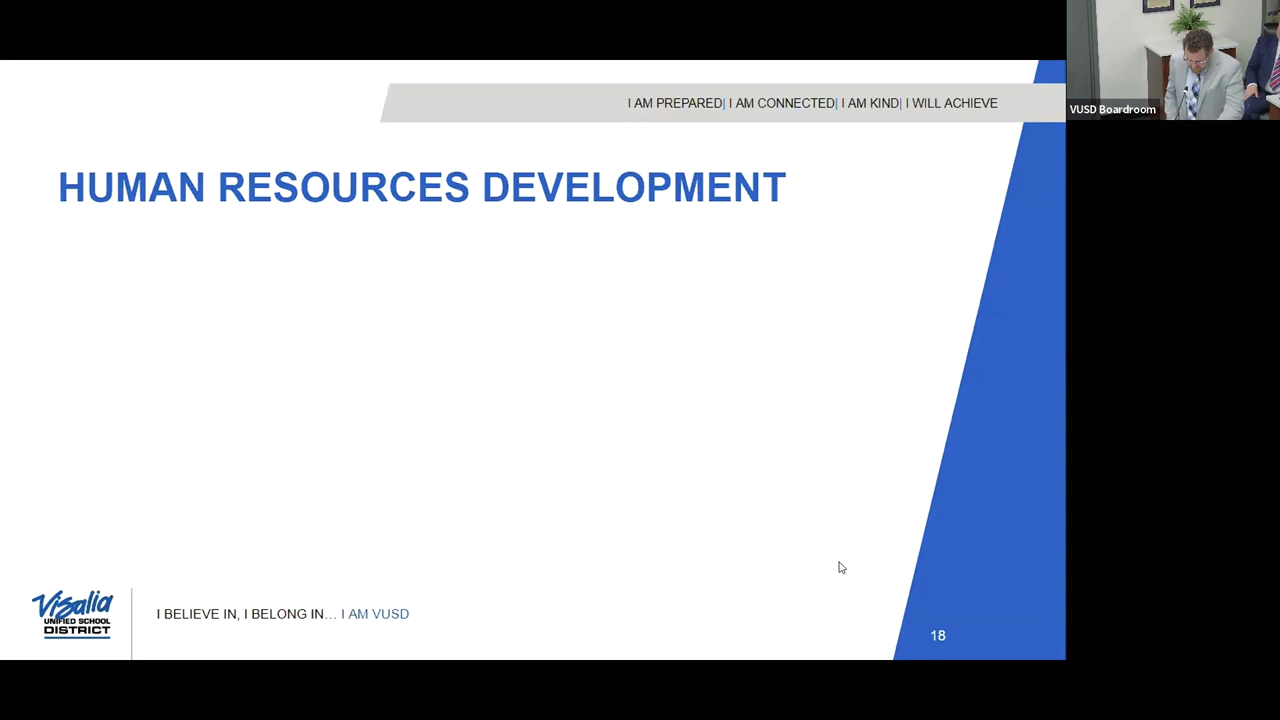 I AM PREPARED| I AM CONNECTED| I AM KIND| I WILL ACHIEVE
VUSD Boardroom
HUMAN RESOURCES DEVELOPMENT
Visalia
UNIFIED SCHOOL
DISTRICT
I BELIEVE IN, I BELONG IN... I AM VUSD
18